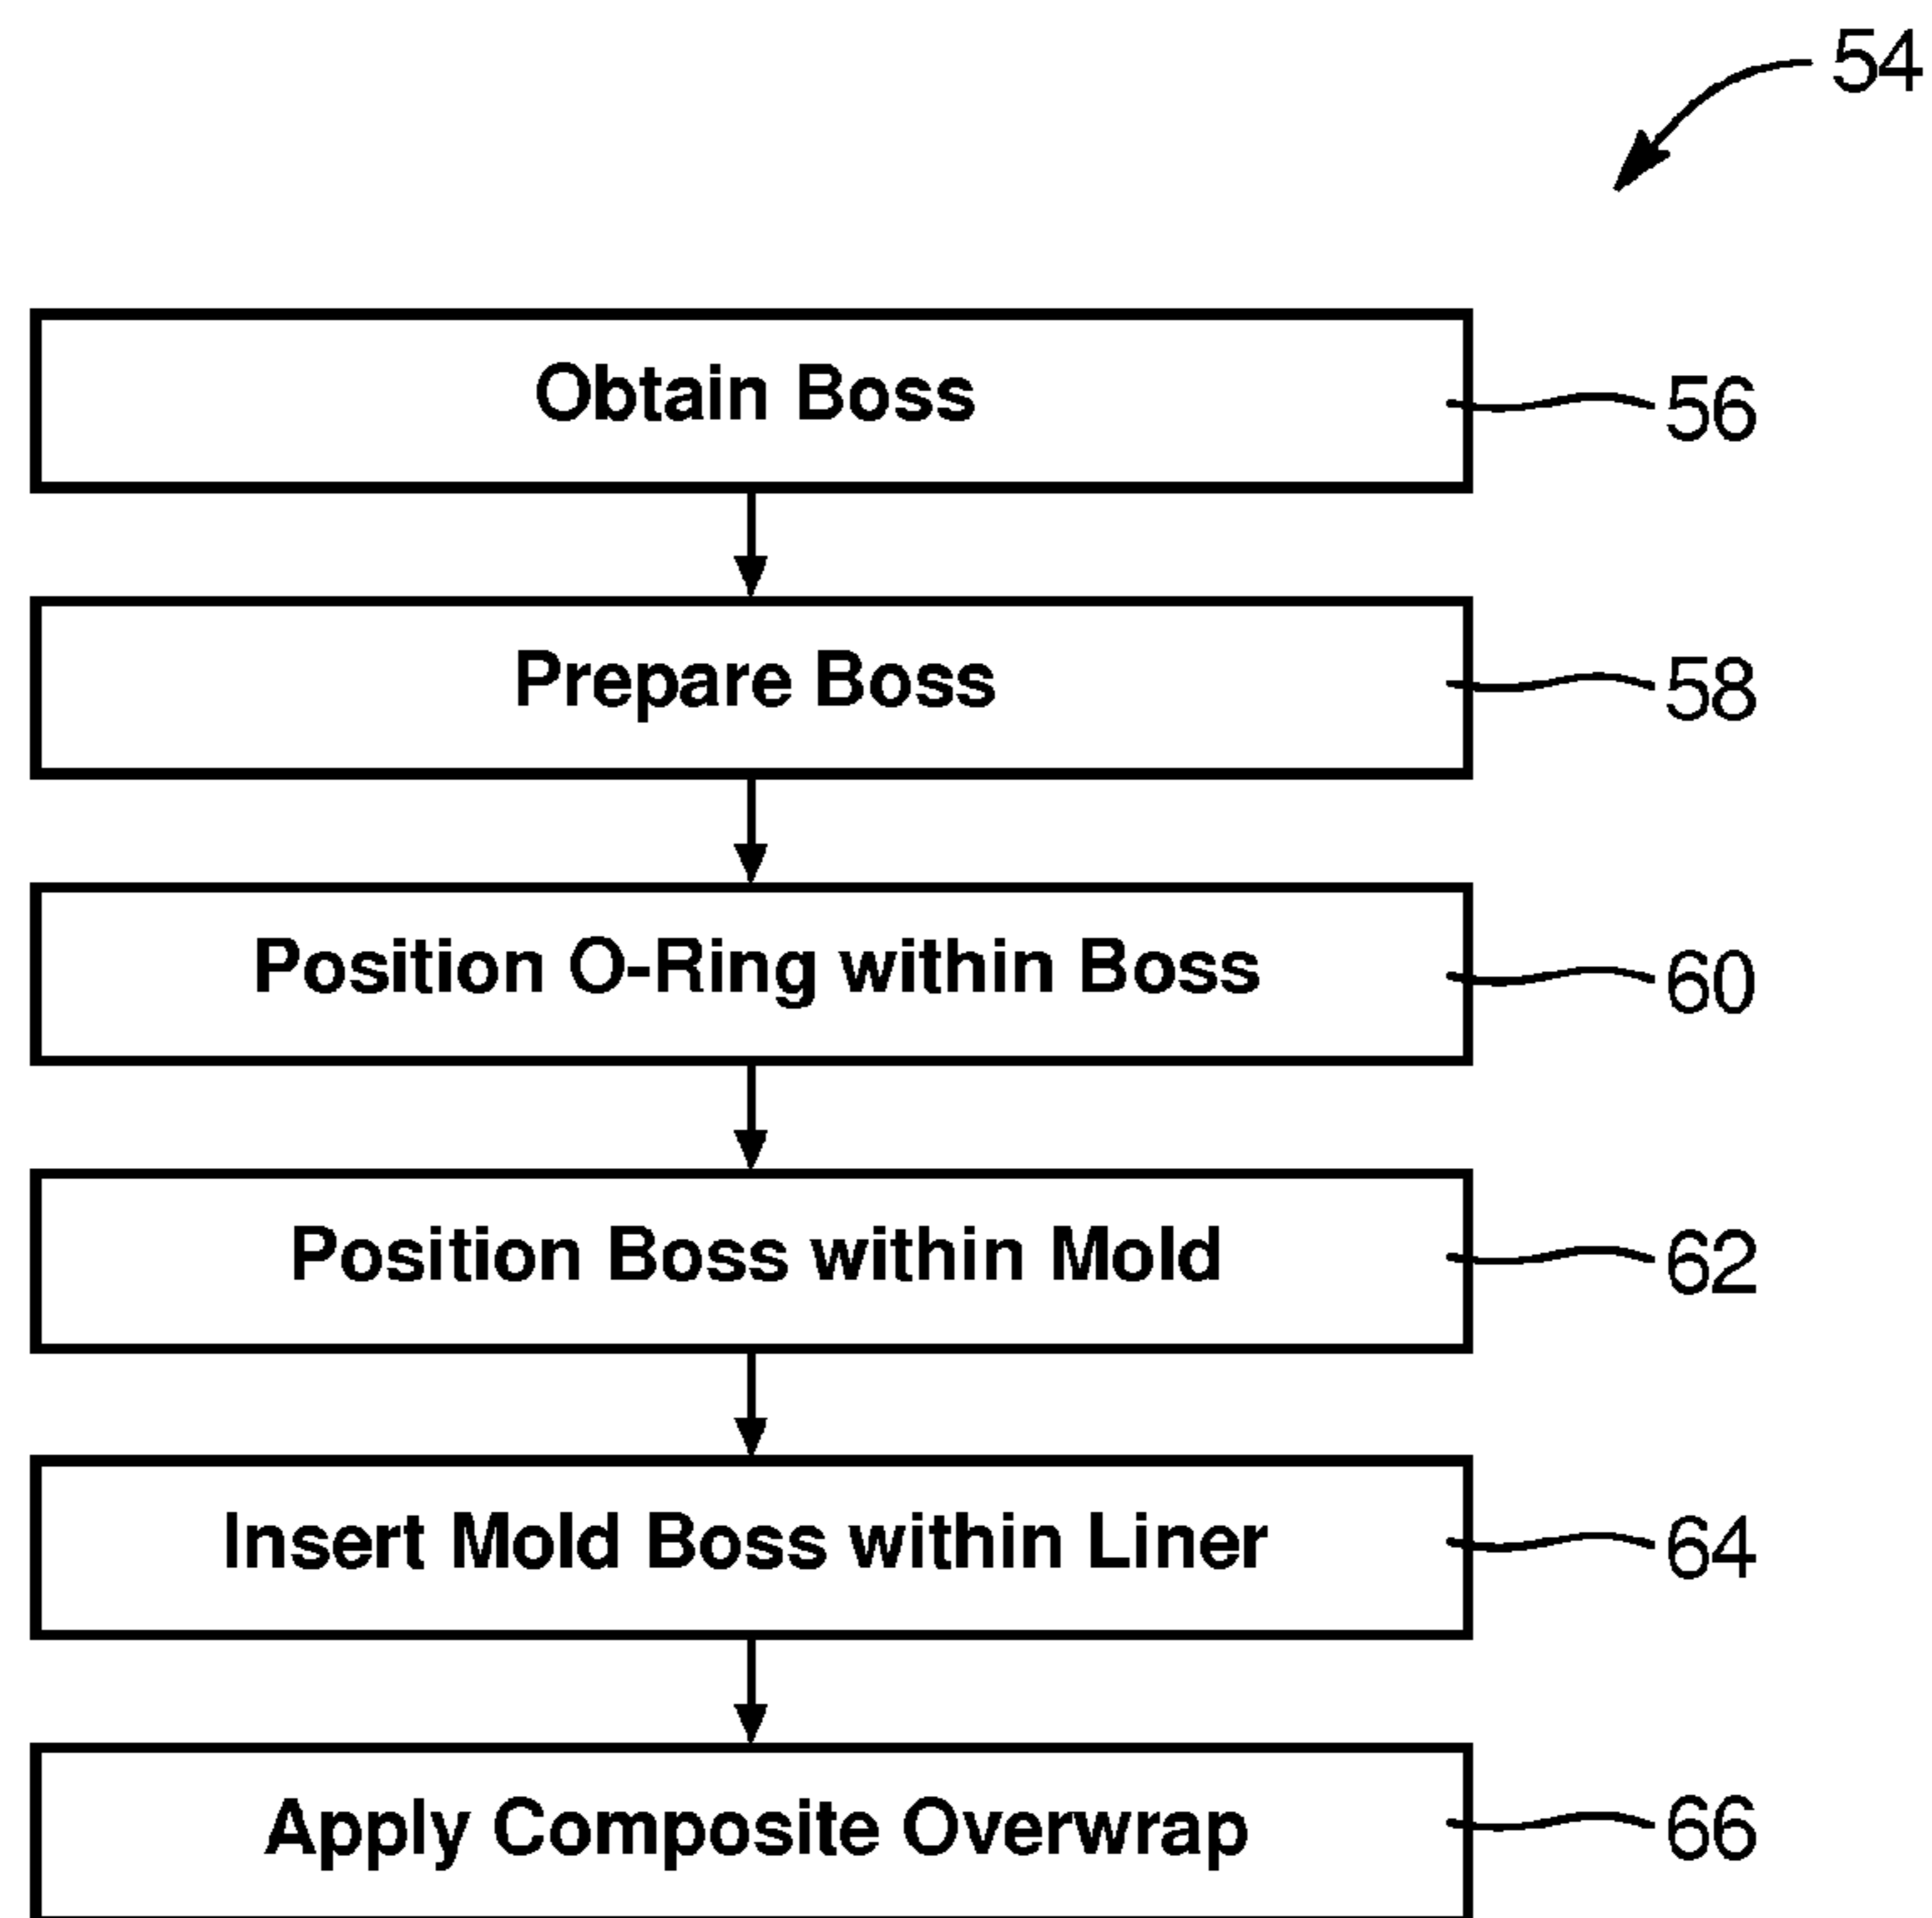 54
Obtain Boss
56
Prepare Boss
58
Position O-Ring within Boss
60
Position Boss within Mold
62
Insert Mold Boss within Liner
64
Apply Composite Overwrap
66